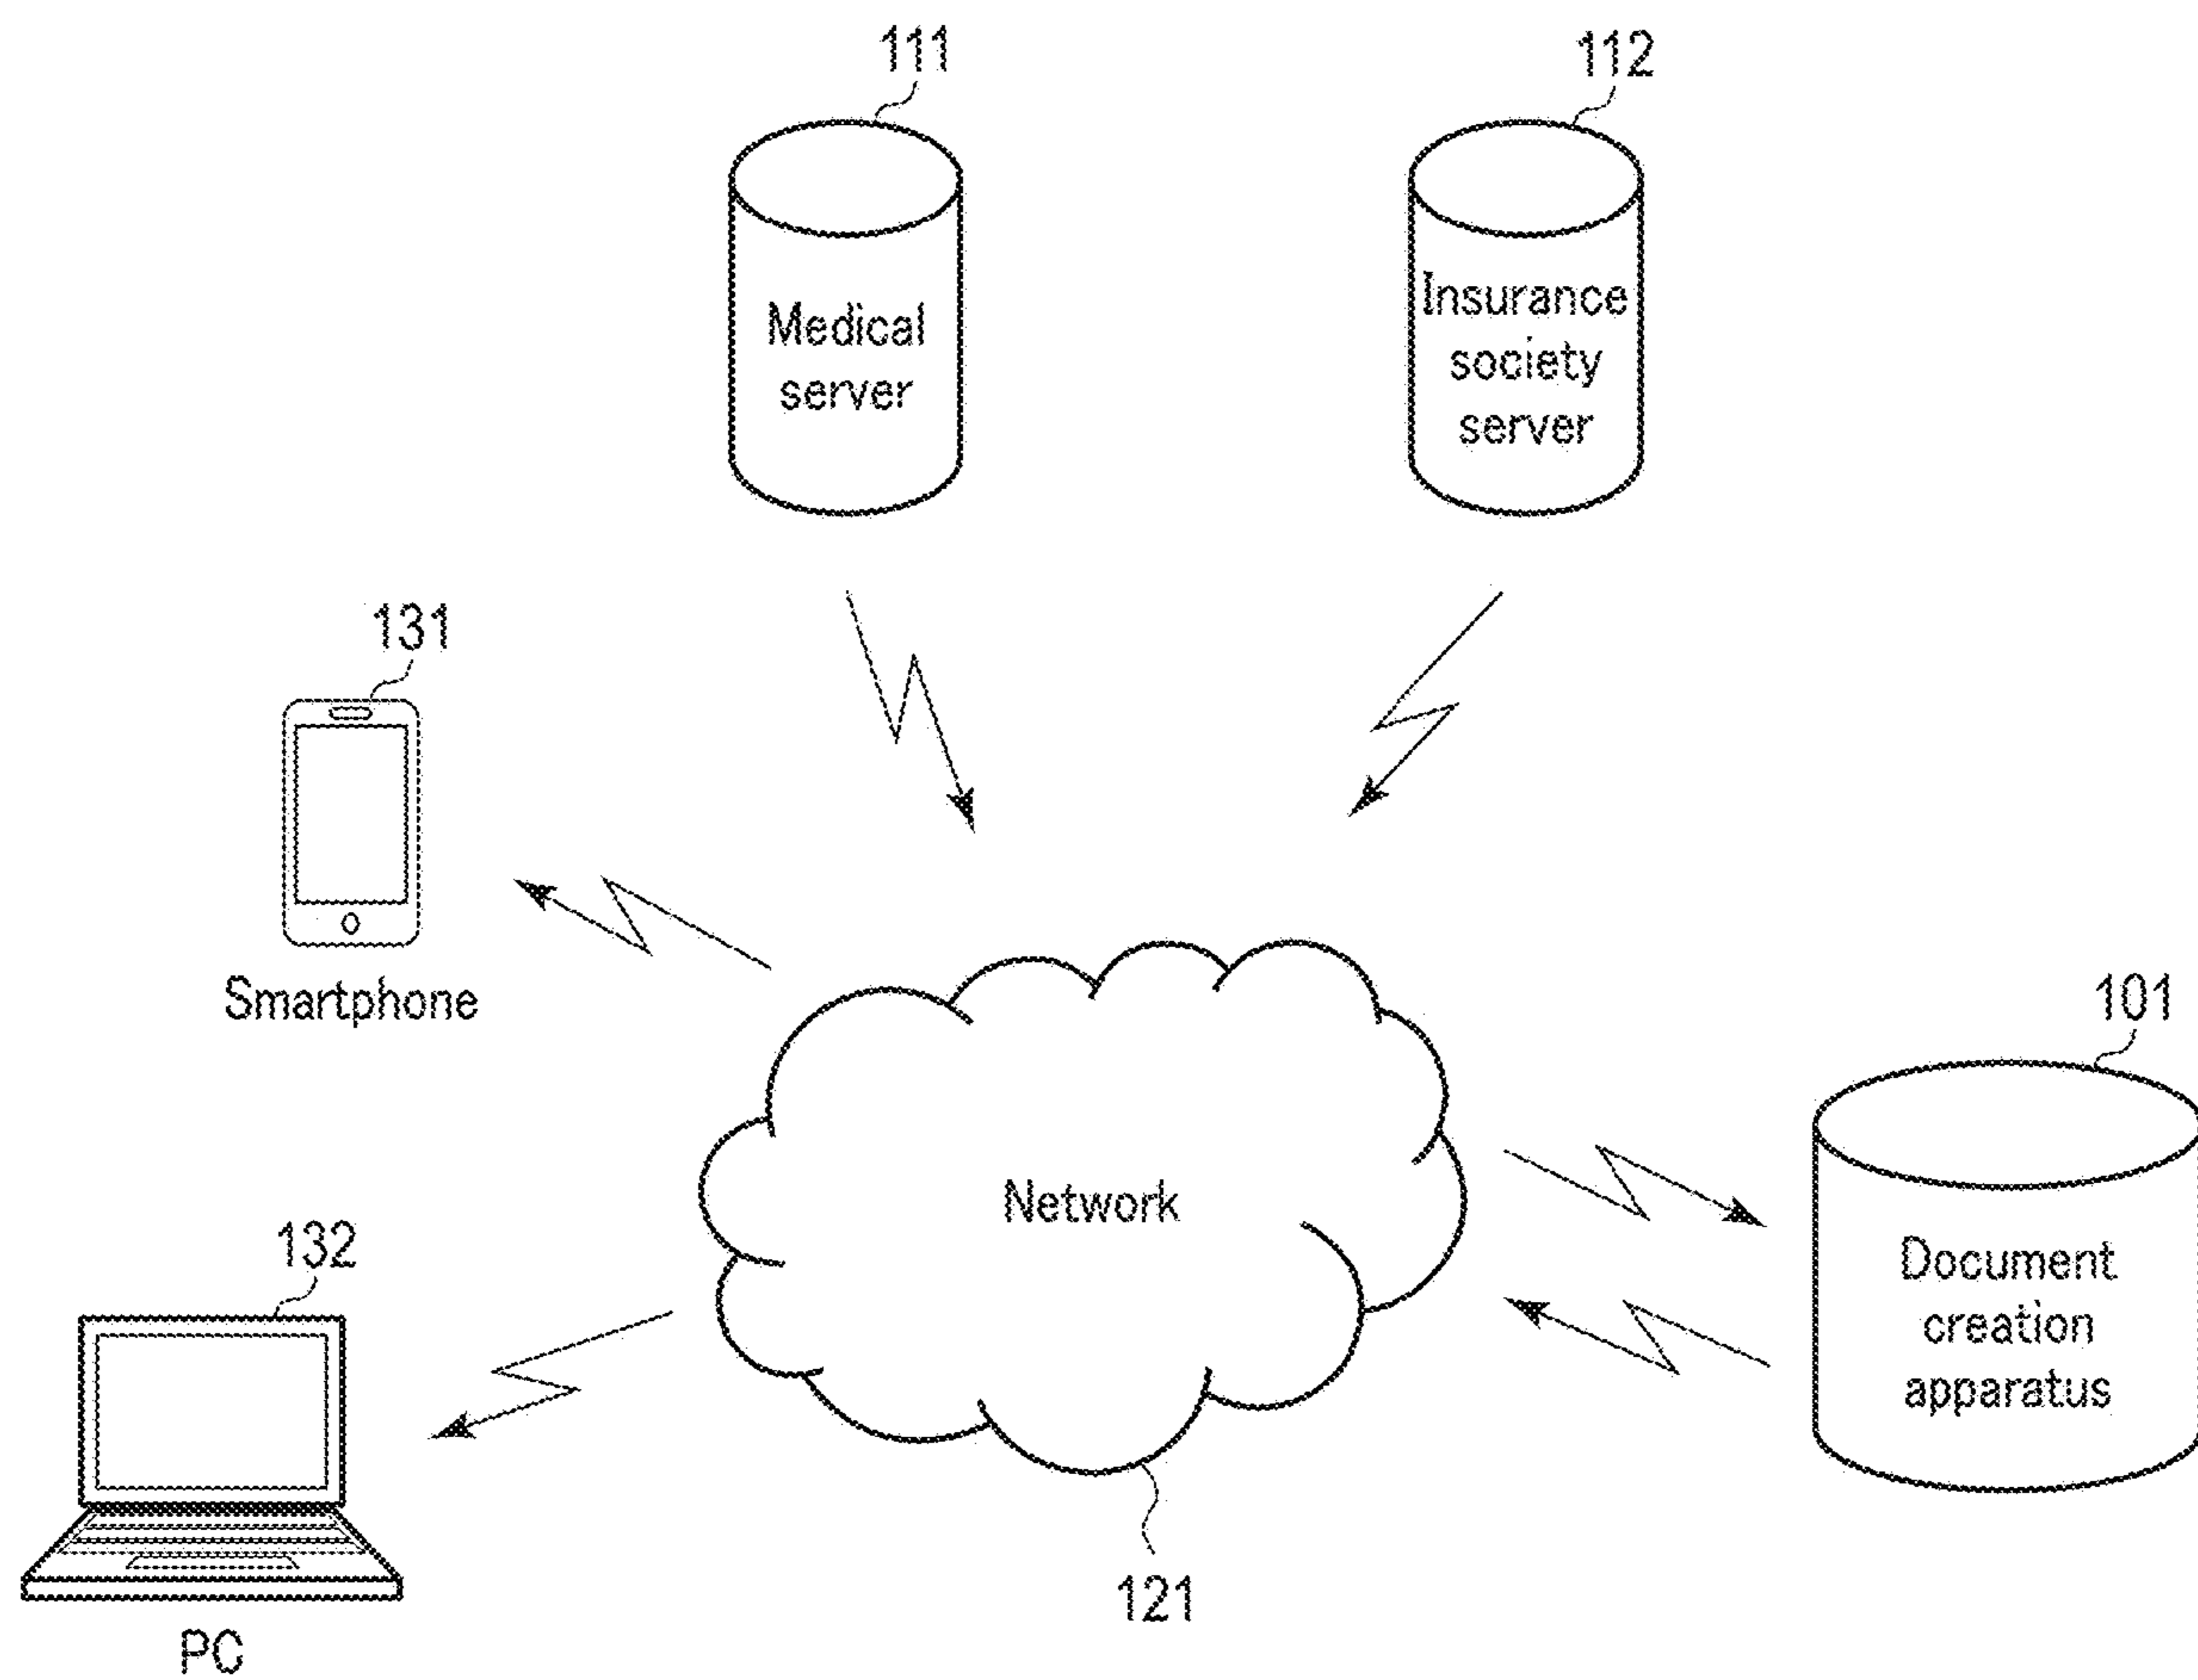 111
112
Medical
server
Insurance
society
server
131
Smartphone
101
Network
Document
creation
apparatus
132
PC
121